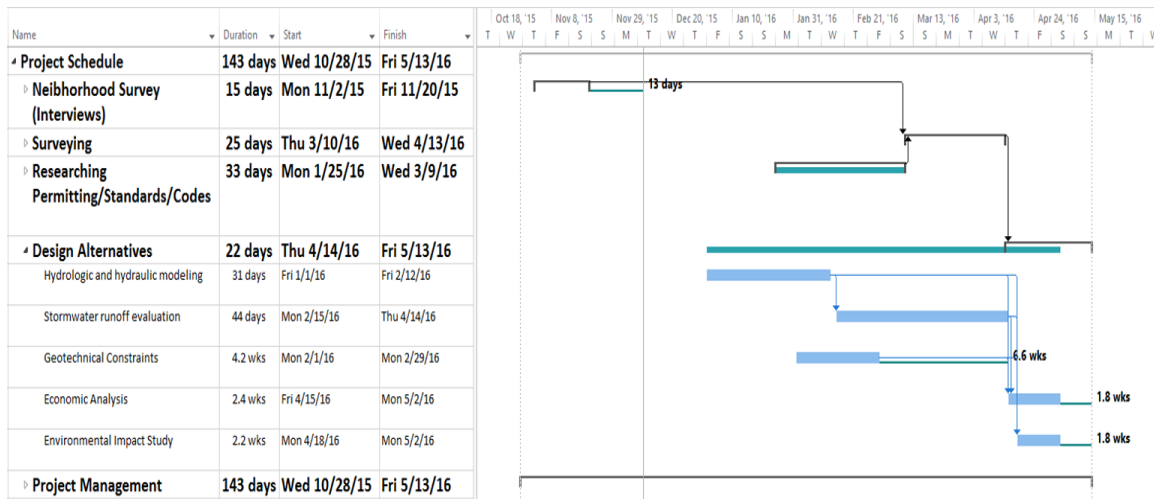 Oct 18, '15 Nov 8, '15 Nov 29, '15 Dec 20, '15 Jan 10, '16 Jan 31, '16 Feb 21, '16 Mar 13, '16 Apr 3, '16 Apr 24, '16 May 15, '16
Name Duration Start Finish T W T F S S M T W T F S S M T W T F S S M T W T F S S M T W
Project Schedule 143 days Wed 10/28/15 Fri 5/13/16
Neibhorhood Survey 15 days Mon 11/2/15 Fri 11/20/15 13 days
(Interviews)
Surveying 25 days Thu 3/10/16 Wed 4/13/16
Researching 33 days Mon 1/25/16 Wed 3/9/16
Permitting/Standards/Codes
Design Alternatives 22 days Thu 4/14/16 Fri 5/13/16
Hydrologic and hydraulic modeling 31 days Fri 1/1/16 Fri 2/12/16
Stormwater runoff evaluation 44 days Mon 2/15/16 Thu 4/14/16
Geotechnical Constraints 4.2 wks Mon 2/1/16 Mon 2/29/16 6.6 wks
Economic Analysis 2.4 wks Fri 4/15/16 Mon 5/2/16 1.8 wks
Environmental Impact Study 2.2 wks Mon 4/18/16 Mon 5/2/16 1.8 wks
Project Management 143 days Wed 10/28/15 Fri 5/13/16